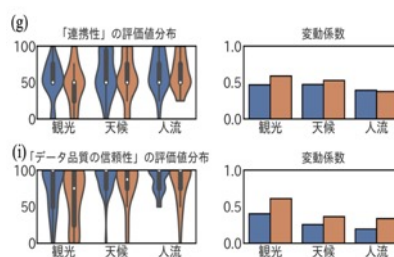 (g)
「連携性」の評価値分布
変動係数
100
50
0
1.0
0.5
0.0
観光 天候 人流
観光 天候 人流
(i)
「データ品質の信頼性」の評価値分布
変動係数
100
50
0
1.0
0.5
0.0
観光 天候 人流
観光 天候 人流